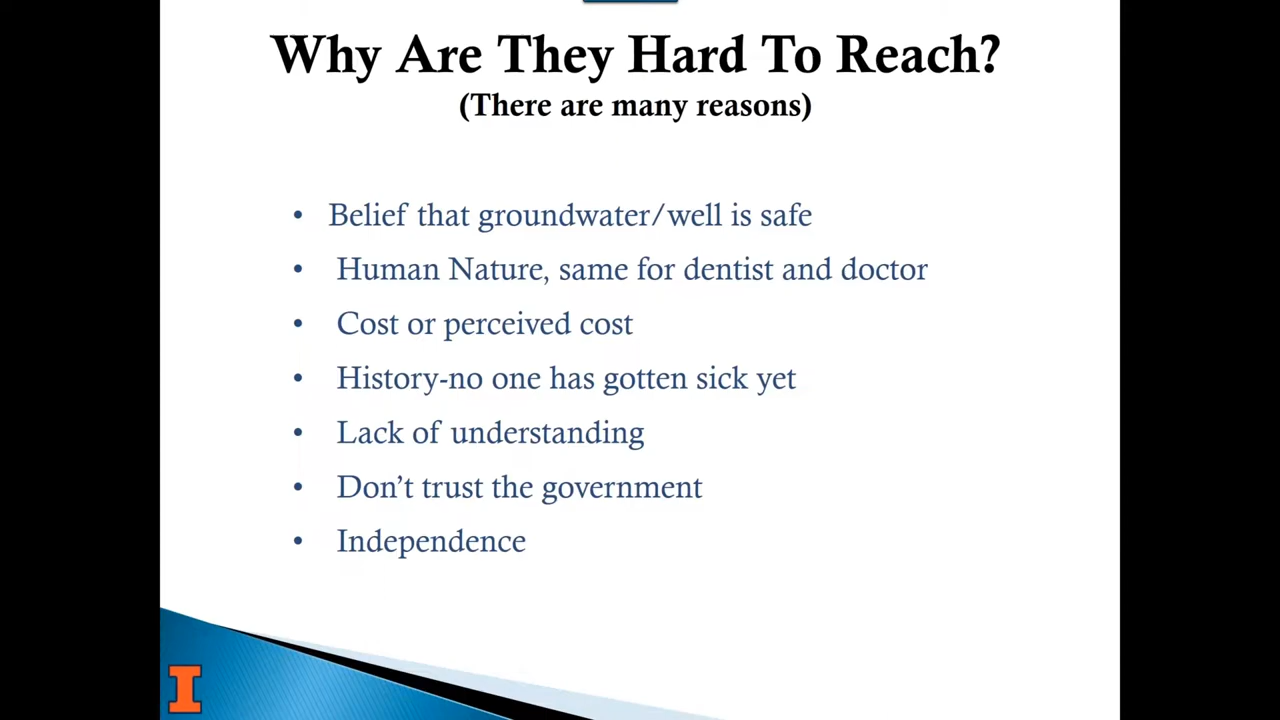 Why Are They Hard To Reach?
(There are many reasons)
• Belief that groundwater/well is safe
• Human Nature, same for dentist and doctor
• Cost or perceived cost
• History-no one has gotten sick yet
• Lack of understanding
• Don’t trust the government
• Independence
I